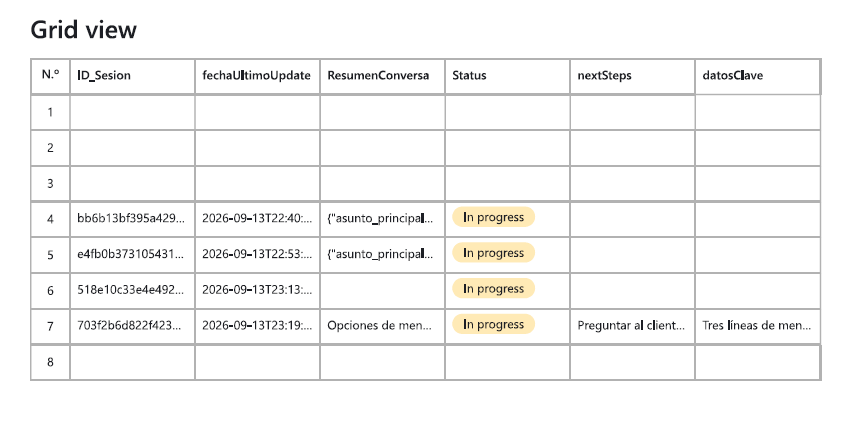 Grid view
N.º ID_Sesion fechaUltimoUpdate ResumenConversa Status nextSteps datosClave
1
2
3
4 bb6b13bf395a429... 2026-09-13T22:40:... {"asunto_principal... In progress
5 e4fb0b373105431... 2026-09-13T22:53:... {"asunto_principal... In progress
6 518e10c33e4e492... 2026-09-13T23:13:... In progress
7 703f2b6d822f423... 2026-09-13T23:19:... Opciones de men... In progress Preguntar al client... Tres líneas de men...
8